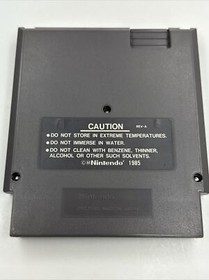 CAUTION REV-A
•DO NOT STORE IN EXTREME TEMPERATURES.
•DO NOT IMMERSE IN WATER.
•DO NOT CLEAN WITH BENZENE, THINNER,
ALCOHOL OR OTHER SUCH SOLVENTS.
©Nintendo 1985